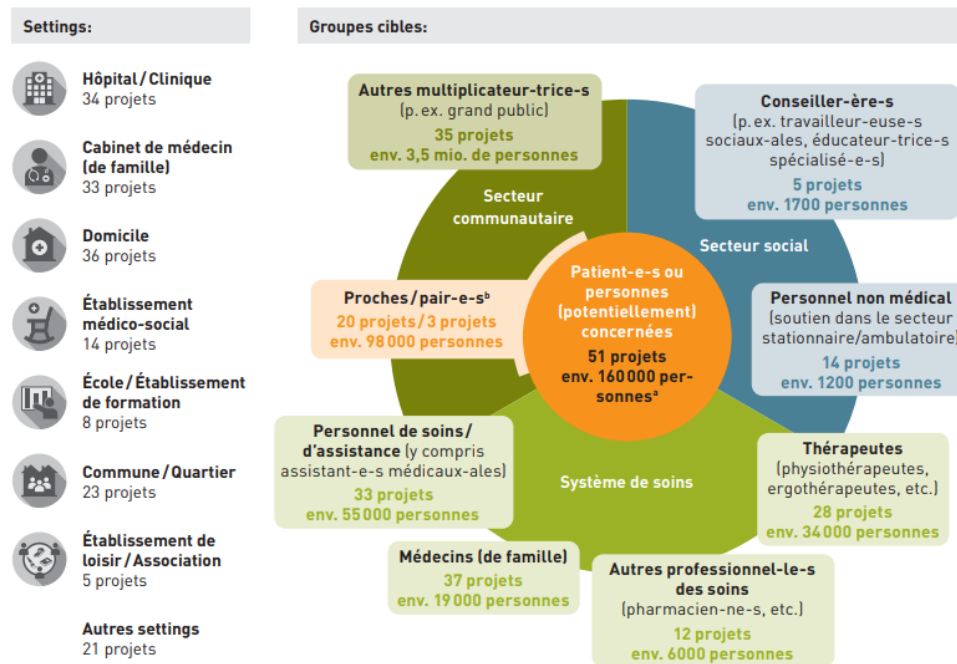 Settings:
Hôpital/Clinique
34 projets
Cabinet de médecin
(de famille)
33 projets
Domicile
36 projets
Établissement
médico-social
14 projets
École/Établissement
de formation
8 projets
Commune/Quartier
23 projets
Établissement de
loisir/Association
5 projets
Autres settings
21 projets
Groupes cibles:
Autres multiplicateur-trice-s
(p. ex. grand public)
35 projets
env. 3,5 mio. de personnes
Secteur
communautaire
Conseiller-ère-s
(p. ex. travailleur-euse-s
sociaux-ales, éducateur-trice-s
spécialisé-e-s)
5 projets
env. 1700 personnes
Secteur social
Patient-e-s ou
personnes
(potentiellement)
concernées
51 projets
env. 160 000 per-
sonnesᵃ
Proches/pair-e-sᵇ
20 projets/3 projets
env. 98 000 personnes
Personnel non médical
(soutien dans le secteur
stationnaire/ambulatoire)
14 projets
env. 1200 personnes
Personnel de soins/
d'assistance (y compris
assistant-e-s médicaux-ales)
33 projets
env. 55 000 personnes
Système de soins
Thérapeutes
(physiothérapeutes,
ergothérapeutes, etc.)
28 projets
env. 34 000 personnes
Médecins (de famille)
37 projets
env. 19 000 personnes
Autres professionnel-le-s
des soins
(pharmacien-ne-s, etc.)
12 projets
env. 6000 personnes